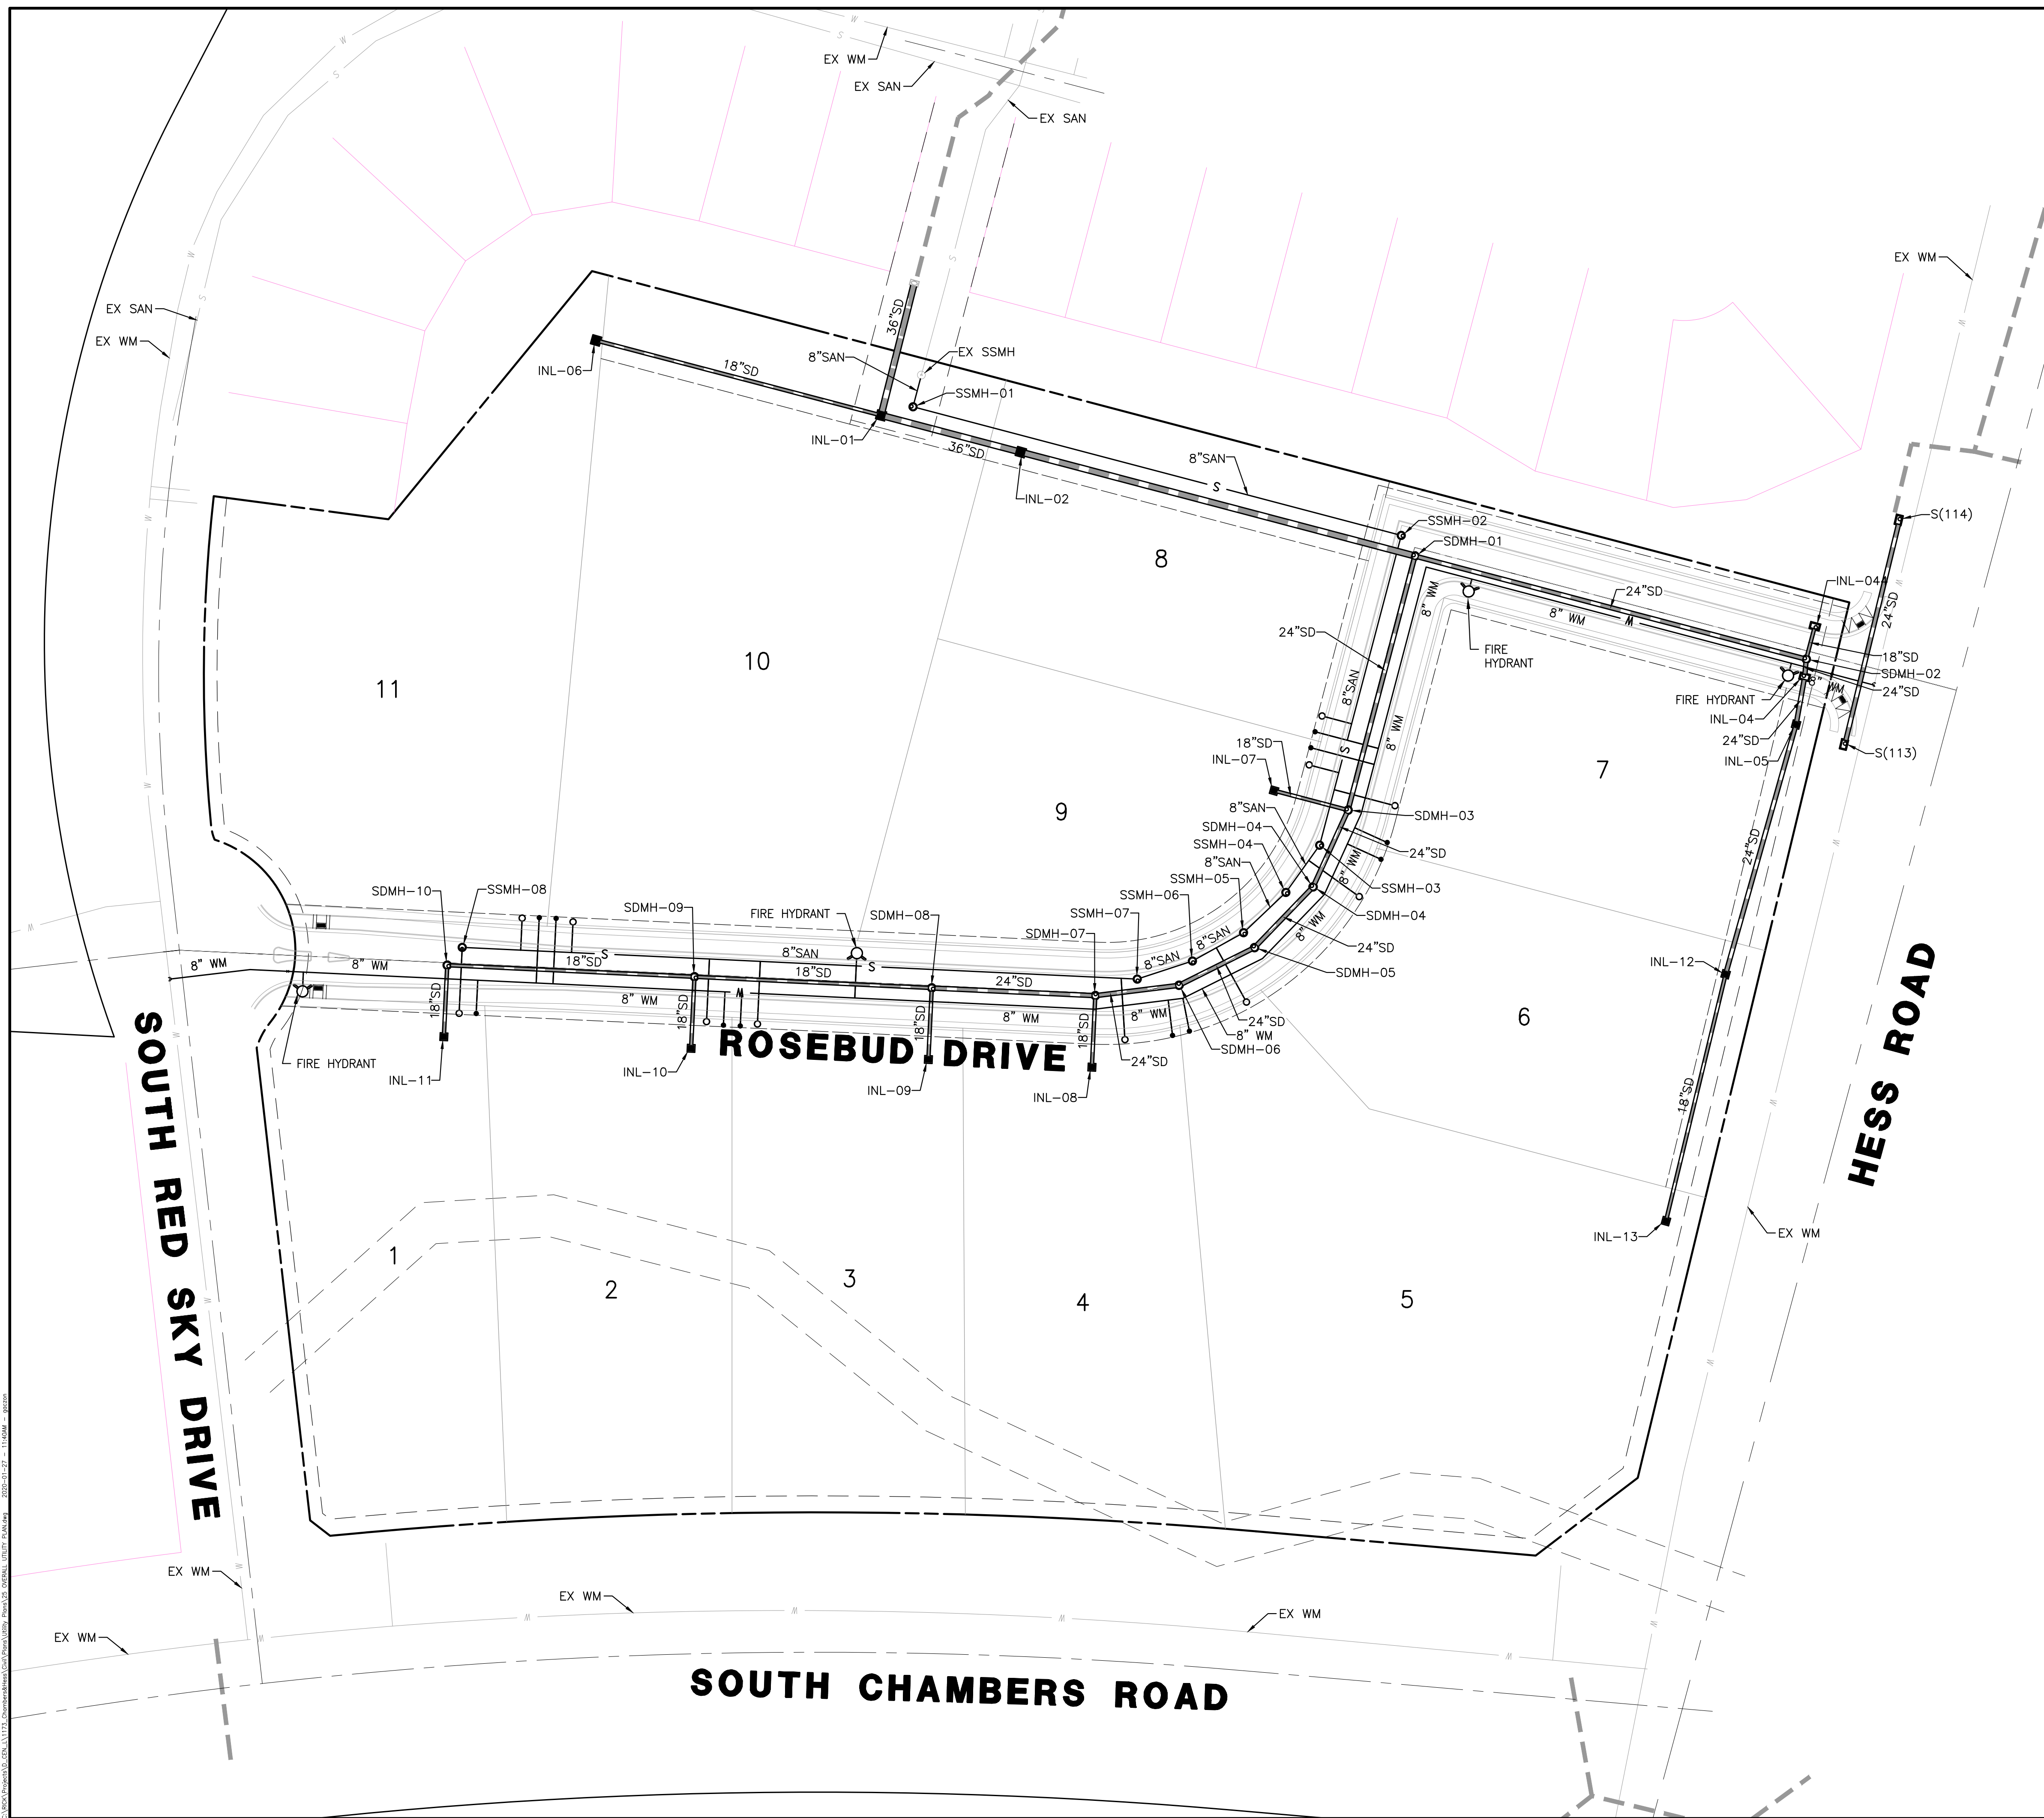 EX WM
EX SAN
EX SAN
EX WM
EX SAN
EX WM
36"SD
8"SAN
EX SSMH
18"SD
INL-06
SSMH-01
INL-01
36"SD
8"SAN
S
INL-02
SSMH-02
SDMH-01
S(114)
8
INL-044
24"SD
24"SD
8" WM
8" WM
W
24"SD
18"SD
SDMH-02
FIRE
HYDRANT
10
11
8"SAN
8" WM
24"SD
FIRE HYDRANT
INL-04
24"SD
INL-05
S(113)
8" WM
S
18"SD
INL-07
7
9
8"SAN
SDMH-03
SDMH-04
SSMH-04
24"SD
24"SD
8" WM
8"SAN
SSMH-05
SSMH-03
SSMH-06
SDMH-04
SDMH-10
SSMH-08
SDMH-09
FIRE HYDRANT
SDMH-08
SSMH-07
SDMH-07
8" WM
24"SD
8"SAN
SDMH-05
8"SAN
S
S
8"SAN
8" WM
8" WM
18"SD
18"SD
24"SD
INL-12
HESS ROAD
8" WM
W
8" WM
8" WM
18"SD
18"SD
18"SD
18"SD
24"SD
8" WM
SDMH-06
24"SD
6
ROSEBUD DRIVE
FIRE HYDRANT
INL-11
INL-10
INL-09
INL-08
18"SD
SOUTH RED SKY DRIVE
INL-13
EX WM
1
2
3
4
5
EX WM
EX WM
EX WM
EX WM
SOUTH CHAMBERS ROAD